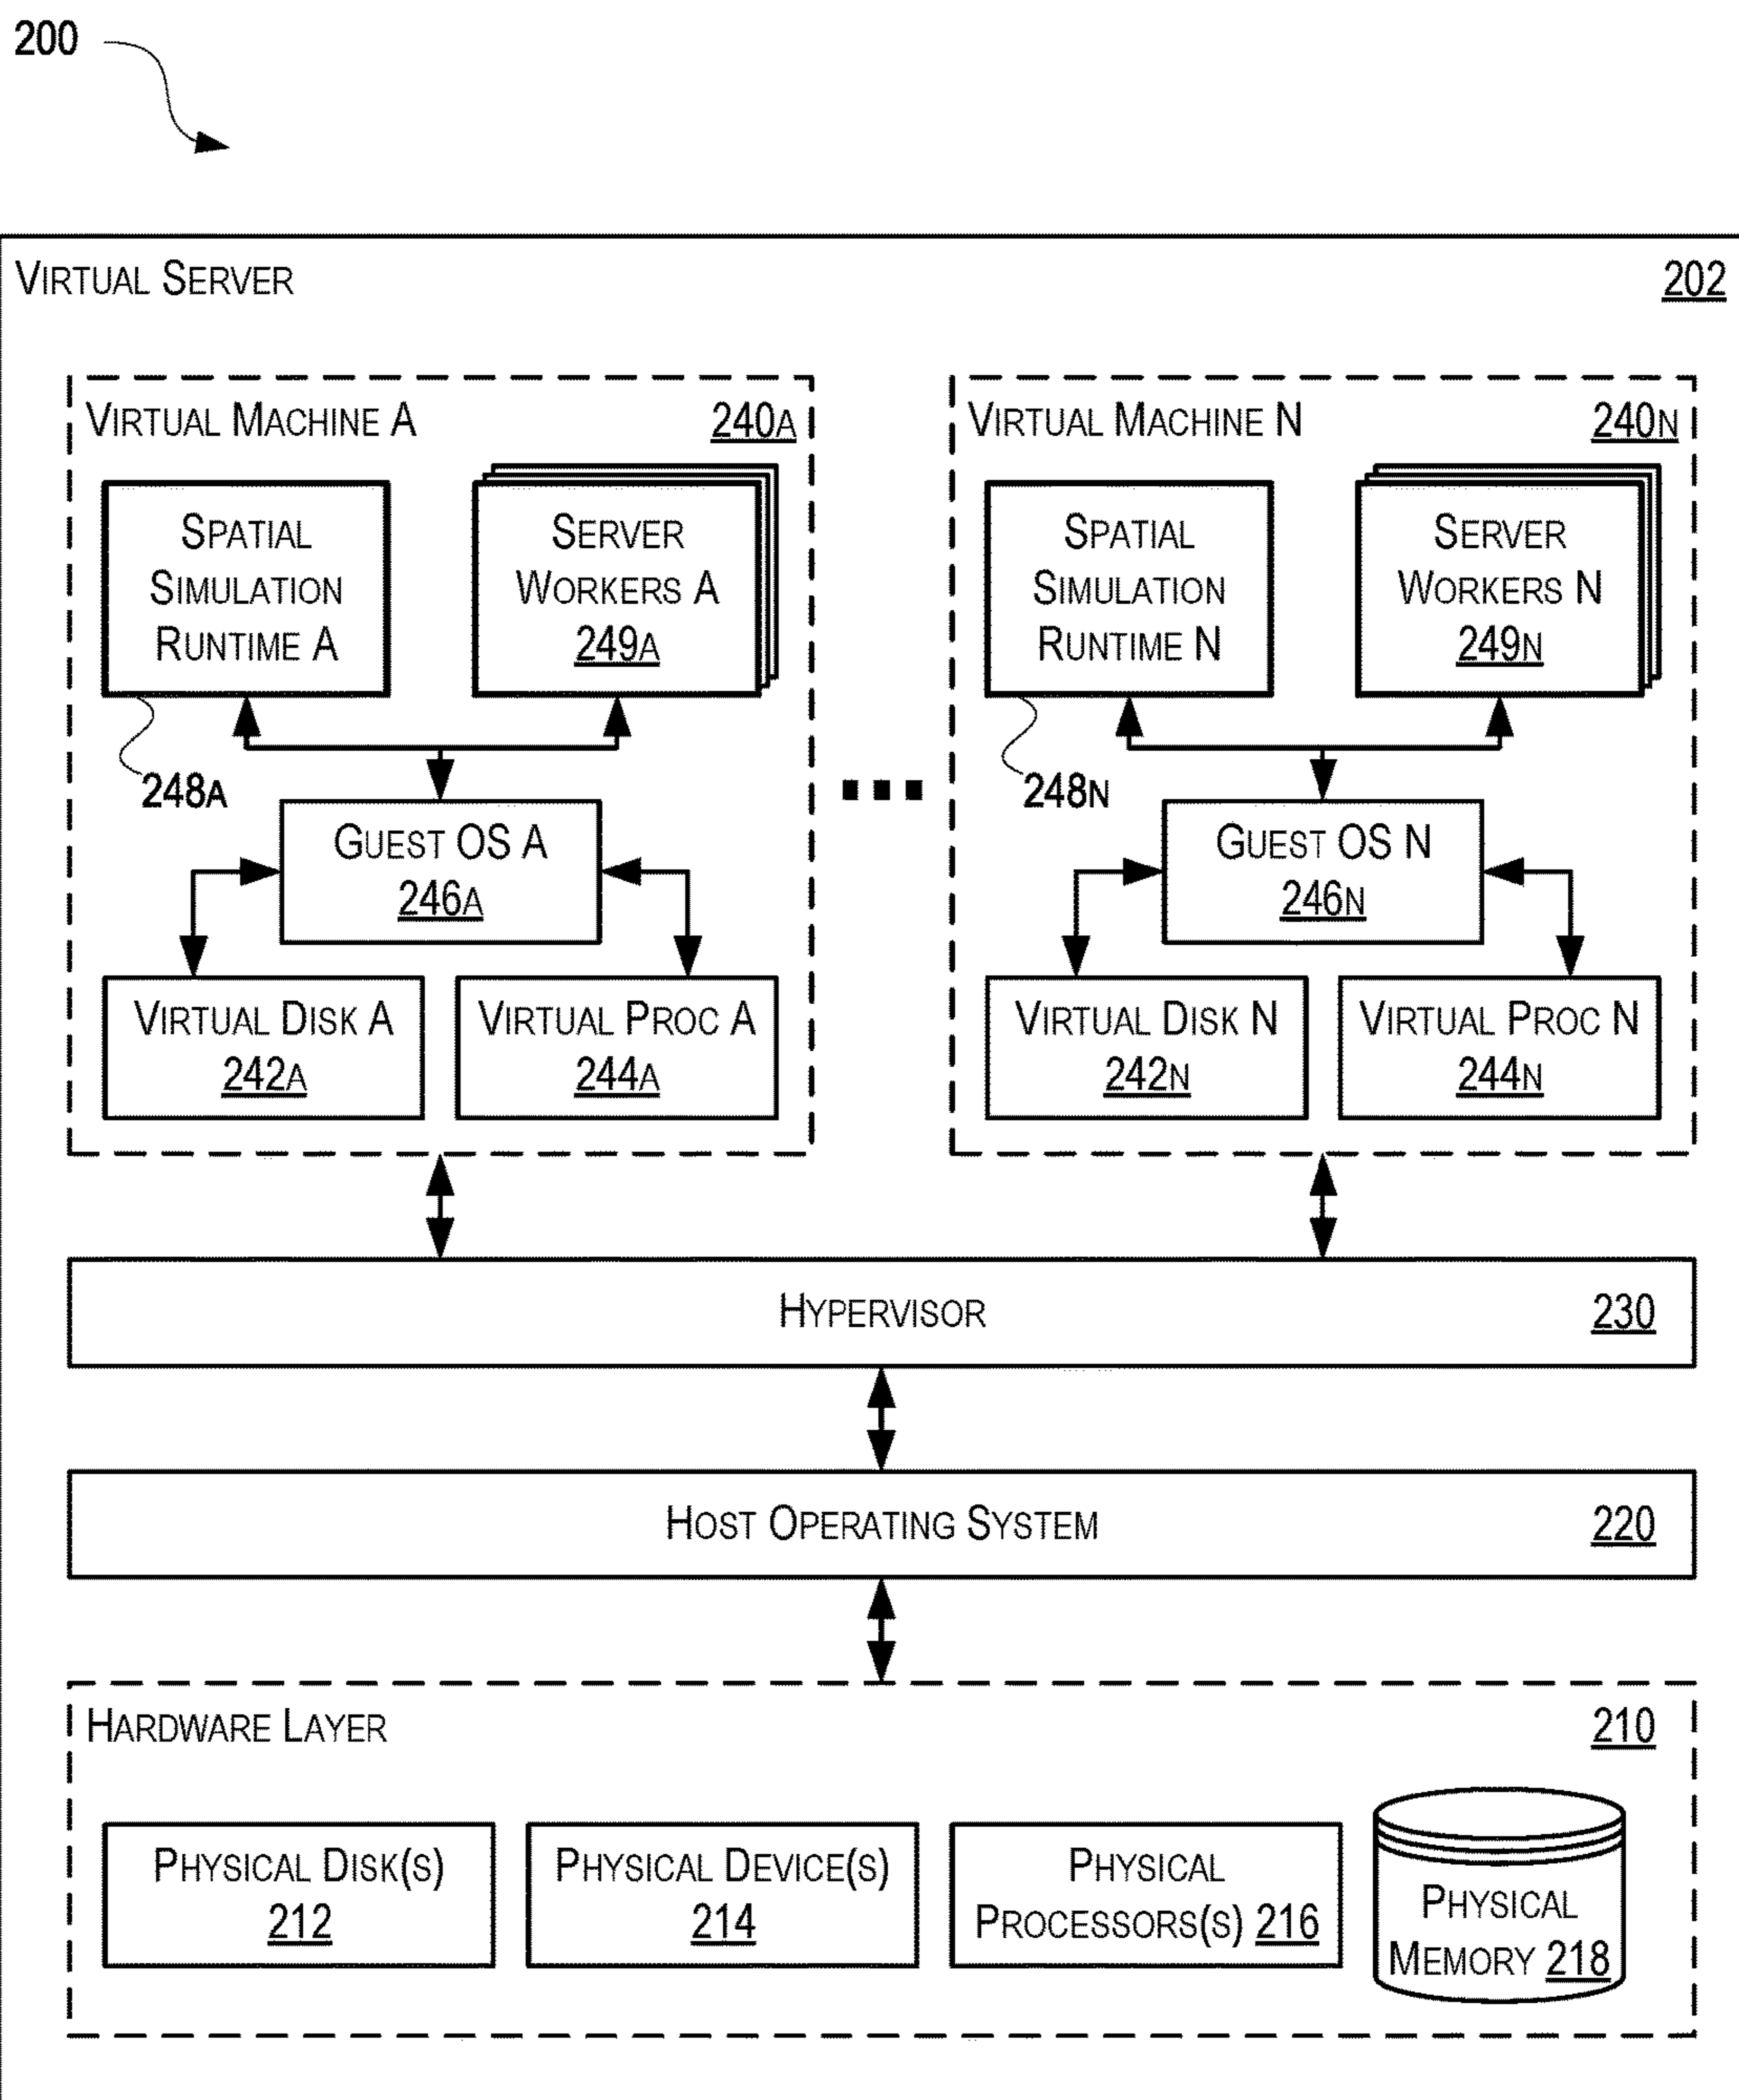 200
VIRTUAL SERVER 202
VIRTUAL MACHINE A 240A
SPATIAL
SIMULATION
RUNTIME A
248A
SERVER
WORKERS A
249A
GUEST OS A
246A
VIRTUAL DISK A
242A
VIRTUAL PROC A
244A
VIRTUAL MACHINE N 240N
SPATIAL
SIMULATION
RUNTIME N
248N
SERVER
WORKERS N
249N
GUEST OS N
246N
VIRTUAL DISK N
242N
VIRTUAL PROC N
244N
HYPERVISOR 230
HOST OPERATING SYSTEM 220
HARDWARE LAYER 210
PHYSICAL DISK(S)
212
PHYSICAL DEVICE(S)
214
PHYSICAL
PROCESSORS(S) 216
PHYSICAL
MEMORY 218